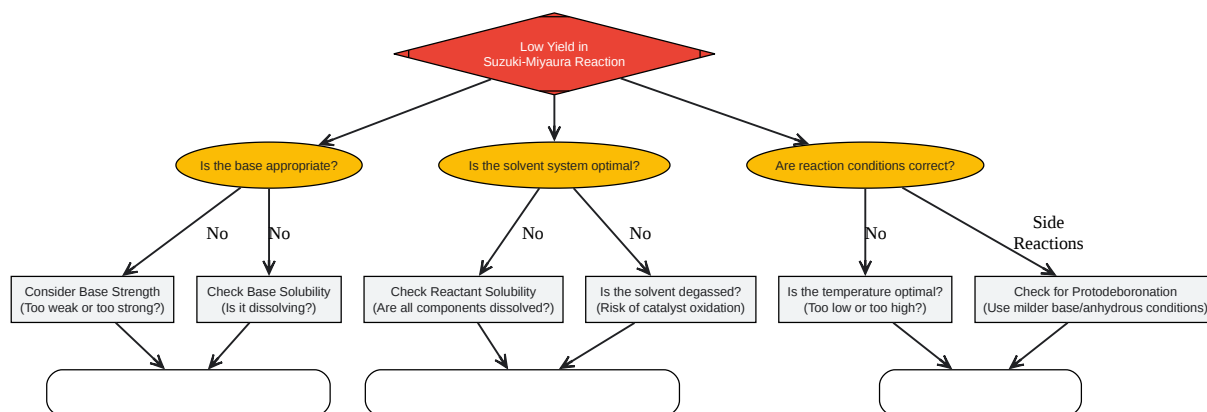 Low Yield in
Suzuki-Miyaura Reaction
Is the base appropriate?
Is the solvent system optimal?
Are reaction conditions correct?
No
No
No
No
No
Side
Reactions
Consider Base Strength
(Too weak or too strong?)
Check Base Solubility
(Is it dissolving?)
Check Reactant Solubility
(Are all components dissolved?)
Is the solvent degassed?
(Risk of catalyst oxidation)
Is the temperature optimal?
(Too low or too high?)
Check for Protodeboronation
(Use milder base/anhydrous conditions)